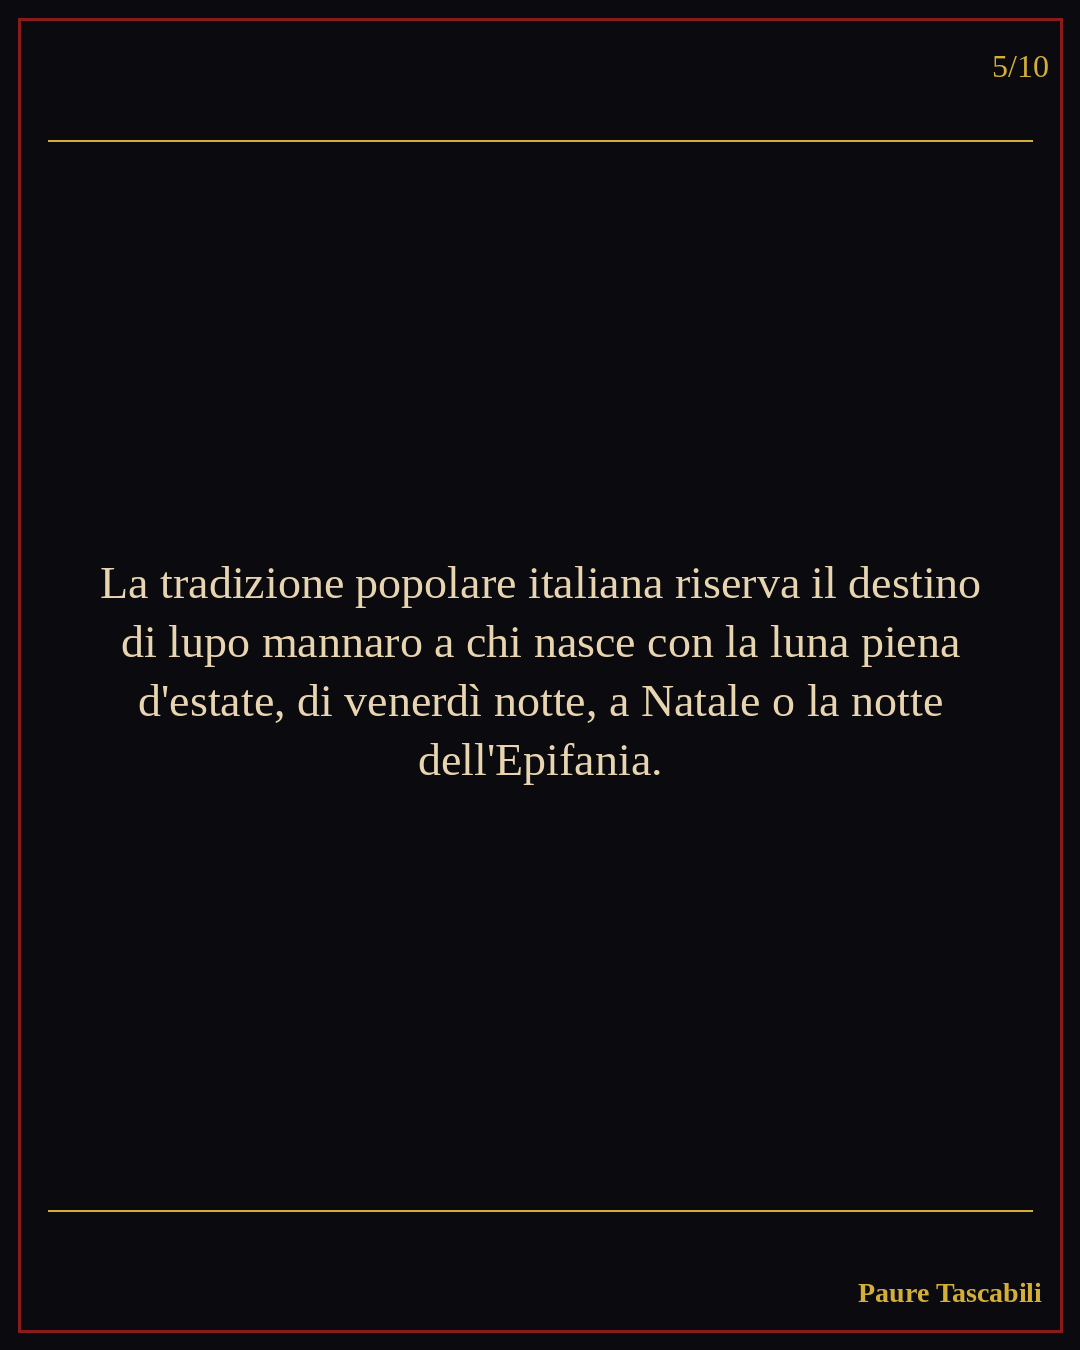 5/10
La tradizione popolare italiana riserva il destino
di lupo mannaro a chi nasce con la luna piena
d'estate, di venerdì notte, a Natale o la notte
dell'Epifania.
Paure Tascabili